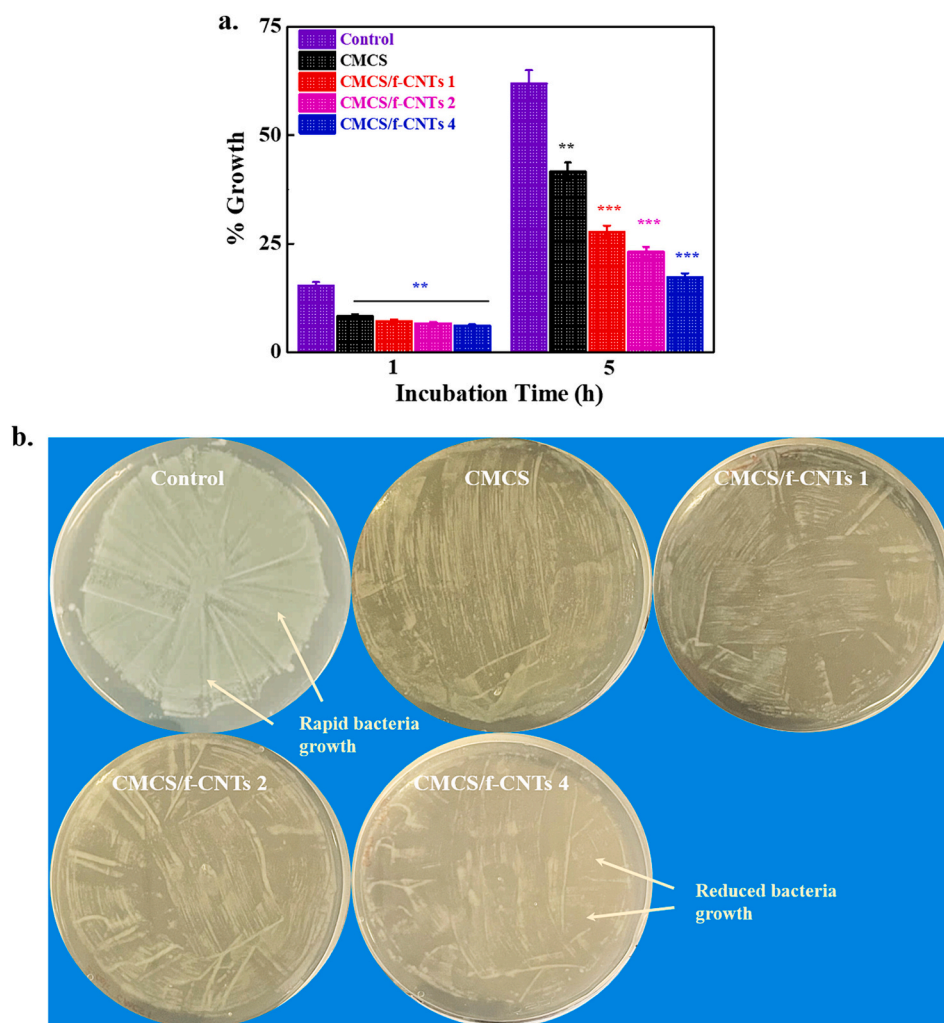 a.
75
50
25
0
% Growth
Control
CMCS
CMCS/f-CNTs 1
CMCS/f-CNTs 2
CMCS/f-CNTs 4
**
**
***
***
***
1
5
Incubation Time (h)
b.
Control
CMCS
CMCS/f-CNTs 1
Rapid bacteria
growth
CMCS/f-CNTs 2
CMCS/f-CNTs 4
Reduced bacteria
growth